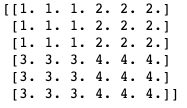 [[1. 1. 1. 2. 2. 2.]
[1. 1. 1. 2. 2. 2.]
[1. 1. 1. 2. 2. 2.]
[3. 3. 3. 4. 4. 4.]
[3. 3. 3. 4. 4. 4.]
[3. 3. 3. 4. 4. 4.]]